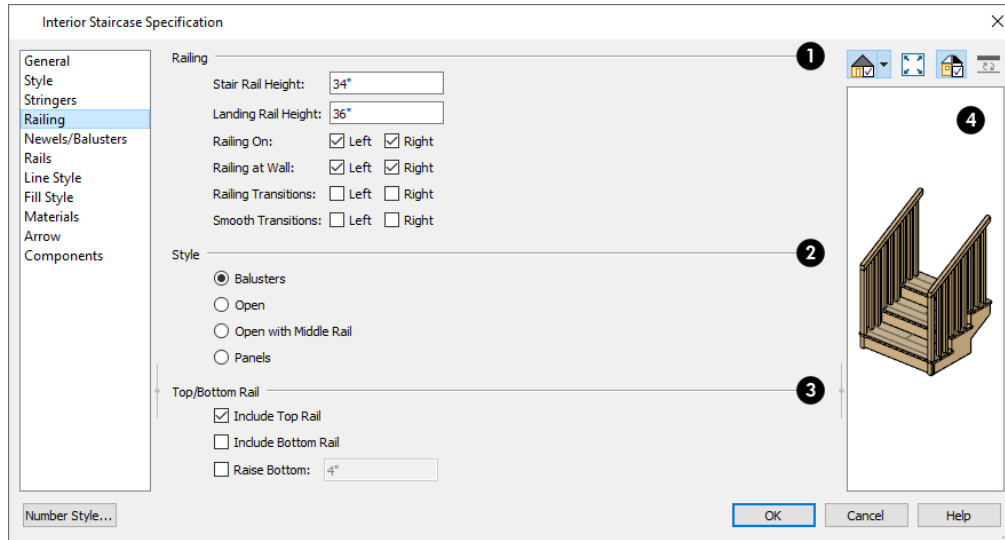 Interior Staircase Specification
General
Style
Stringers
Railing
Newels/Balusters
Rails
Line Style
Fill Style
Materials
Arrow
Components
Railing
1
Stair Rail Height: 34"
Landing Rail Height: 36"
Railing On: Left Right
Railing at Wall: Left Right
Railing Transitions: Left Right
Smooth Transitions: Left Right
Style
2
Balusters
Open
Open with Middle Rail
Panels
Top/Bottom Rail
3
Include Top Rail
Include Bottom Rail
Raise Bottom: 4"
4
Number Style... OK Cancel Help